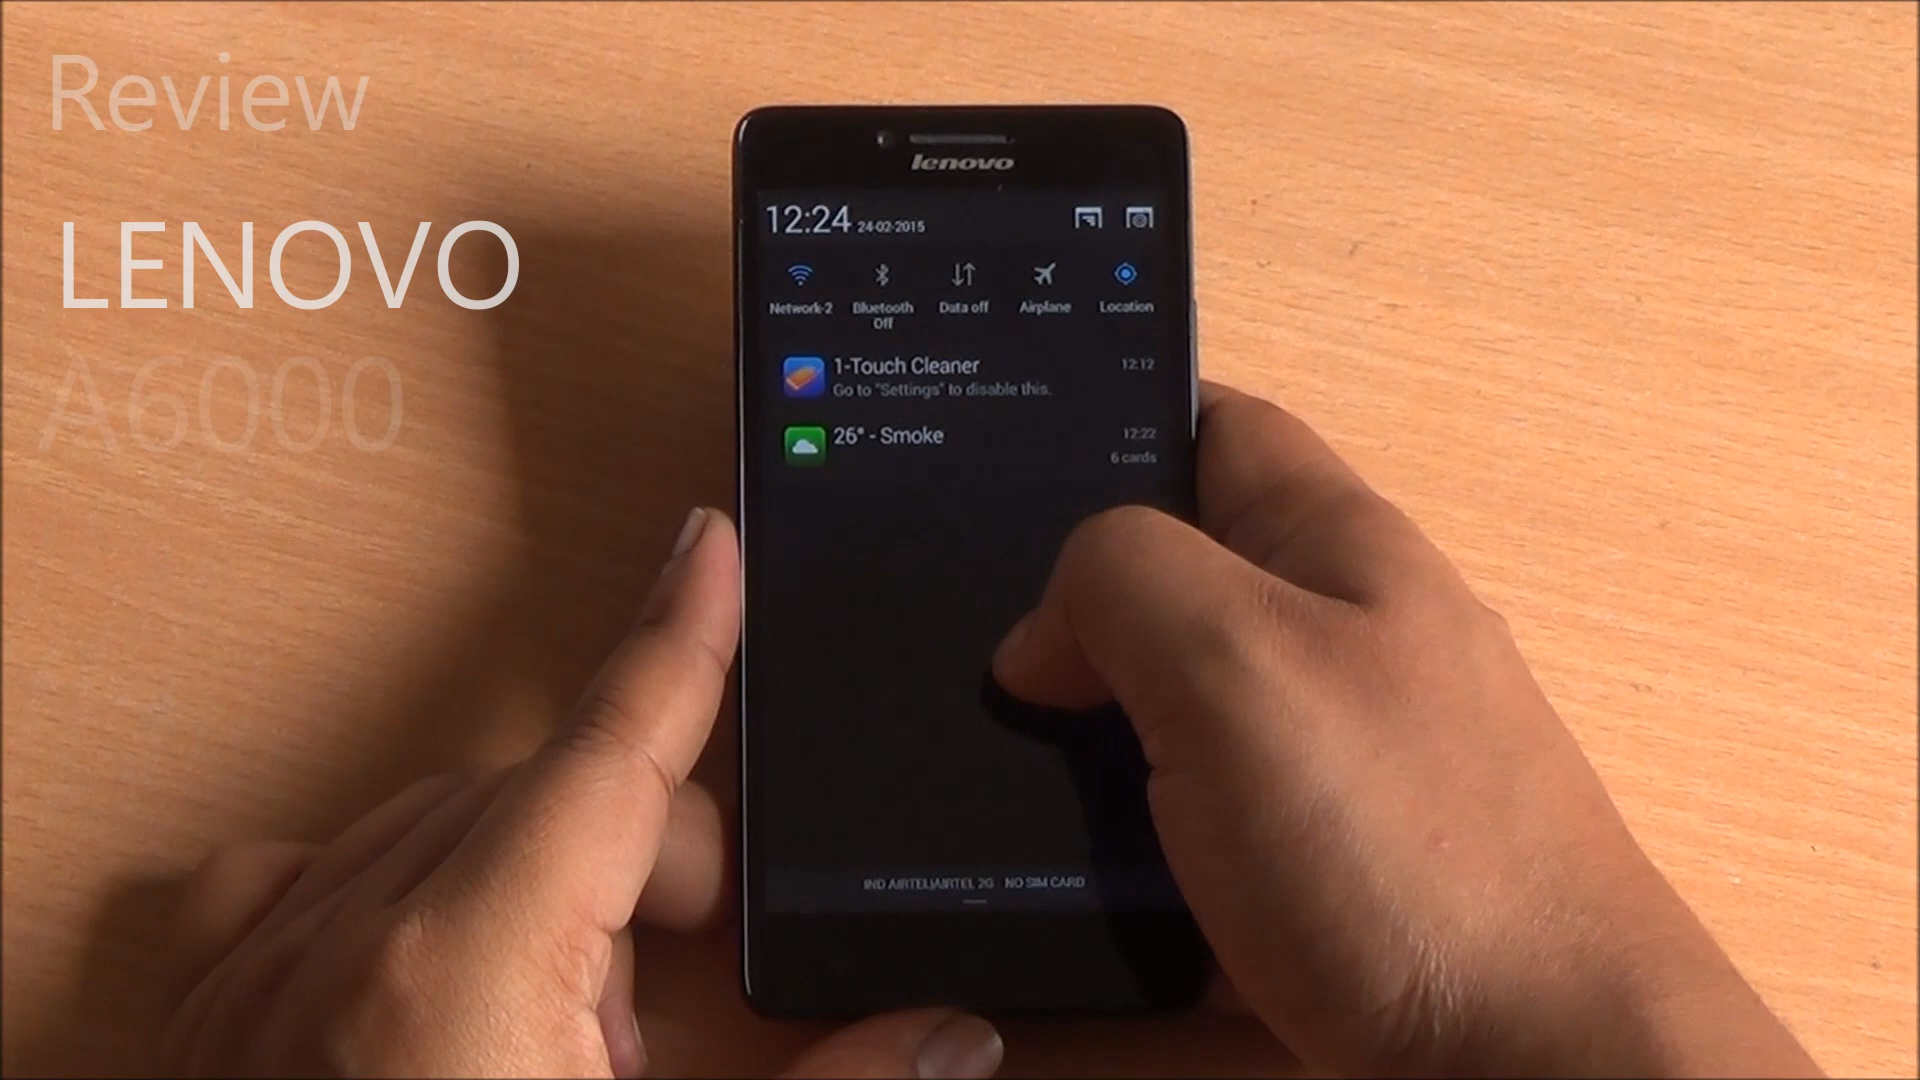 Review
LENOVO
A6000
lenovo
12:24 24-02-2015
Network-2 Bluetooth Off Data off Airplane Location
1-Touch Cleaner 12:12
Go to "Settings" to disable this.
26° - Smoke 12:22
6 cards
IND AIRTEL|AIRTEL 2G NO SIM CARD